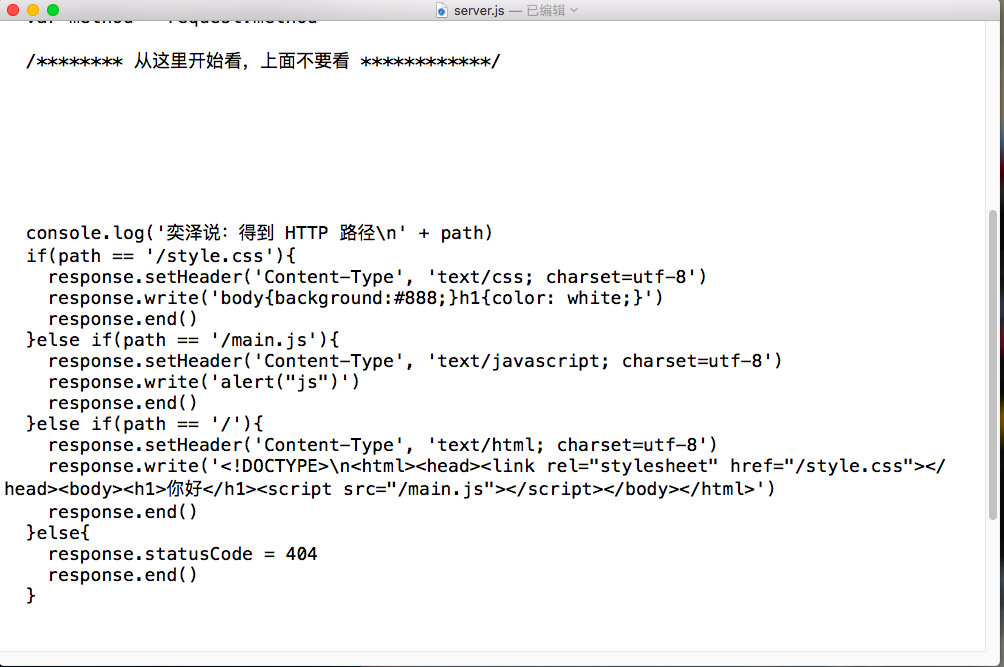 server.js — 已编辑
/******** 从这里开始看，上面不要看 ************/
console.log('奕泽说：得到 HTTP 路径\n' + path)
if(path == '/style.css'){
response.setHeader('Content-Type', 'text/css; charset=utf-8')
response.write('body{background:#888;}h1{color: white;}')
response.end()
}else if(path == '/main.js'){
response.setHeader('Content-Type', 'text/javascript; charset=utf-8')
response.write('alert("js")')
response.end()
}else if(path == '/'){
response.setHeader('Content-Type', 'text/html; charset=utf-8')
response.write('<!DOCTYPE>\n<html><head><link rel="stylesheet" href="/style.css"></
head><body><h1>你好</h1><script src="/main.js"></script></body></html>')
response.end()
}else{
response.statusCode = 404
response.end()
}